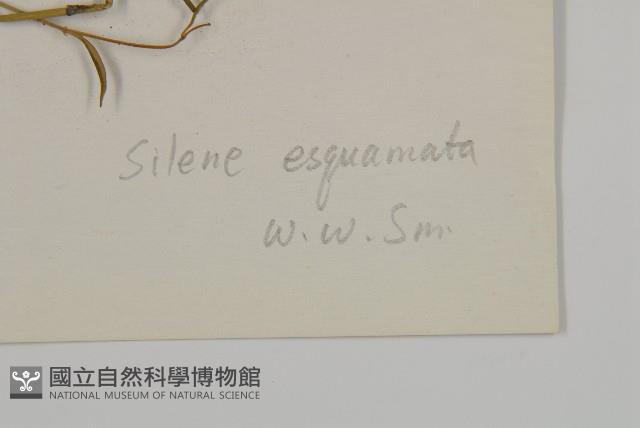 Silene esquamata
W. W. Sm.
國立自然科學博物館
NATIONAL MUSEUM OF NATURAL SCIENCE